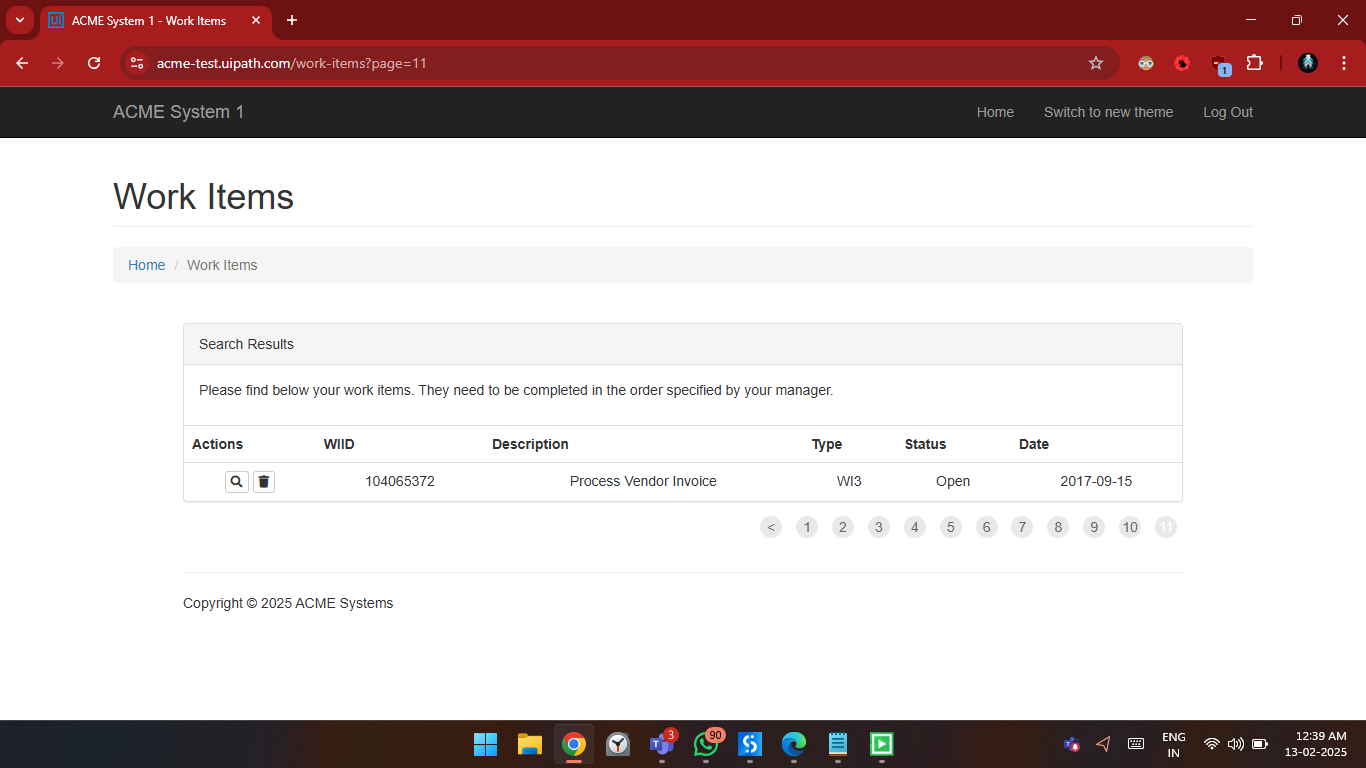 Ui ACME System 1 - Work Items
acme-test.uipath.com/work-items?page=11
1
ACME System 1 Home Switch to new theme Log Out
Work Items
Home / Work Items
Search Results
Please find below your work items. They need to be completed in the order specified by your manager.
Actions WIID Description Type Status Date
104065372 Process Vendor Invoice WI3 Open 2017-09-15
< 1 2 3 4 5 6 7 8 9 10 11
Copyright © 2025 ACME Systems
3 90
ENG 12:39 AM
IN 13-02-2025